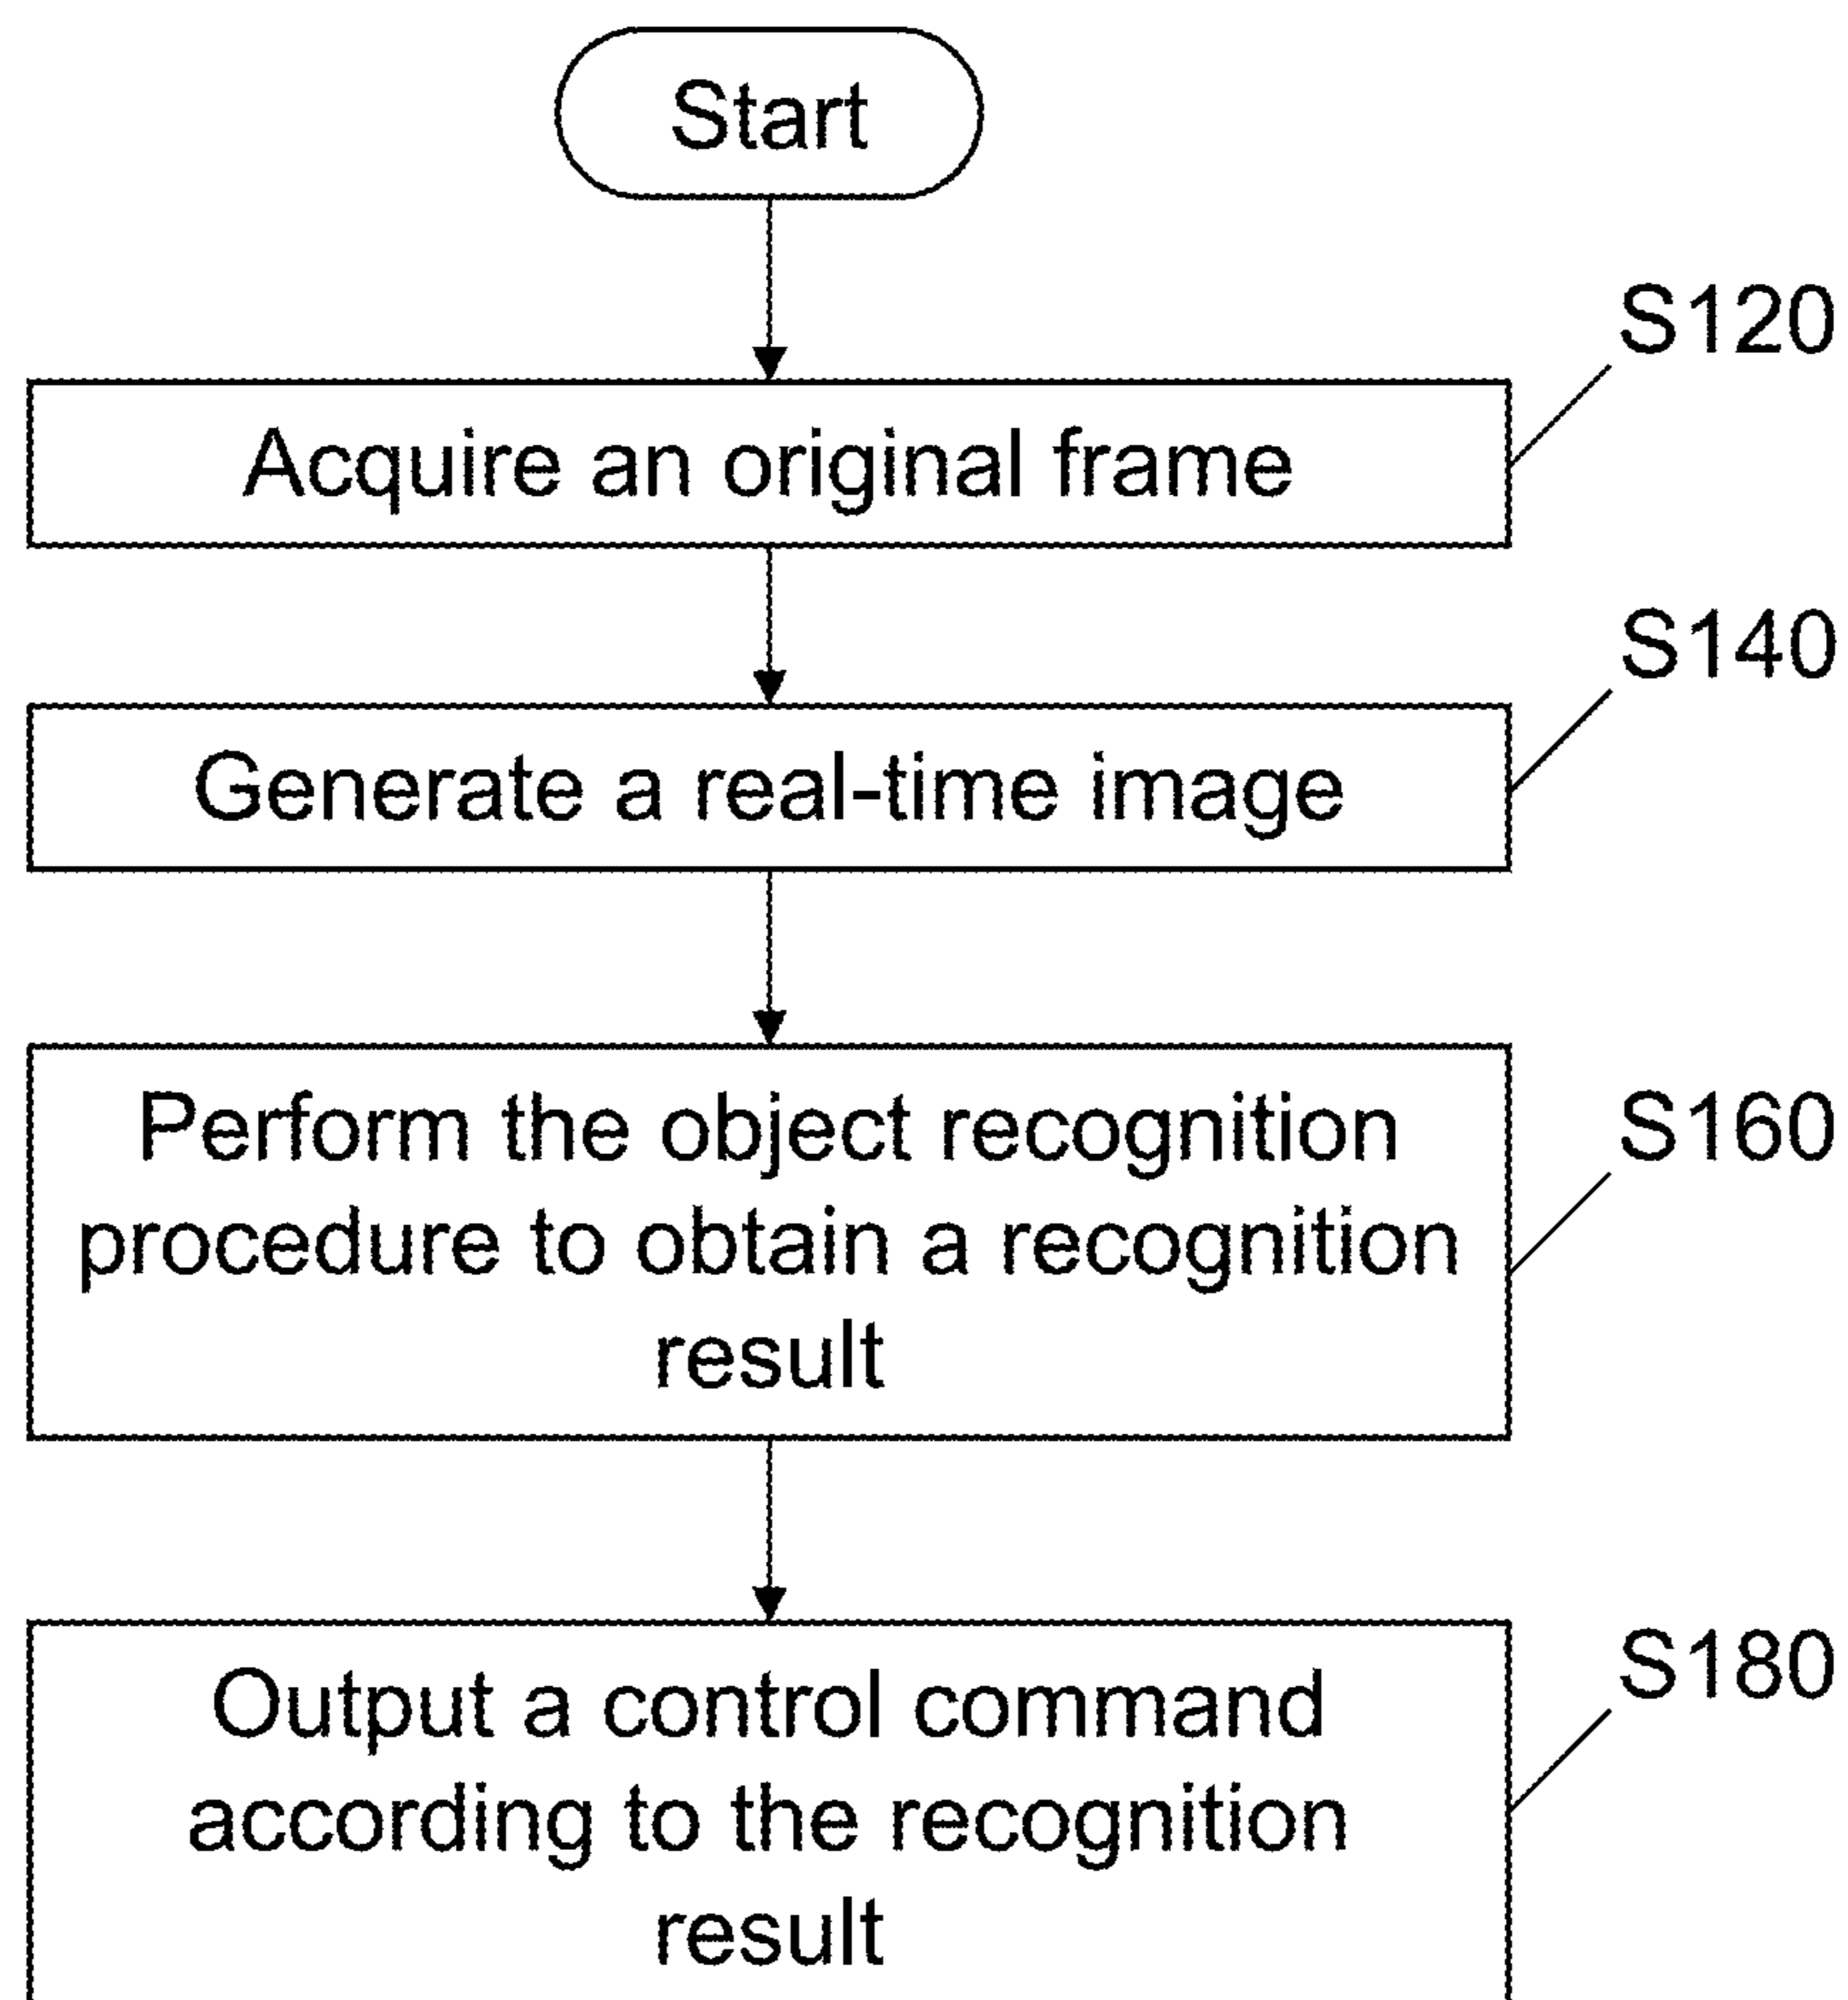 Start
S120
Acquire an original frame
S140
Generate a real-time image
S160
Perform the object recognition
procedure to obtain a recognition
result
S180
Output a control command
according to the recognition
result